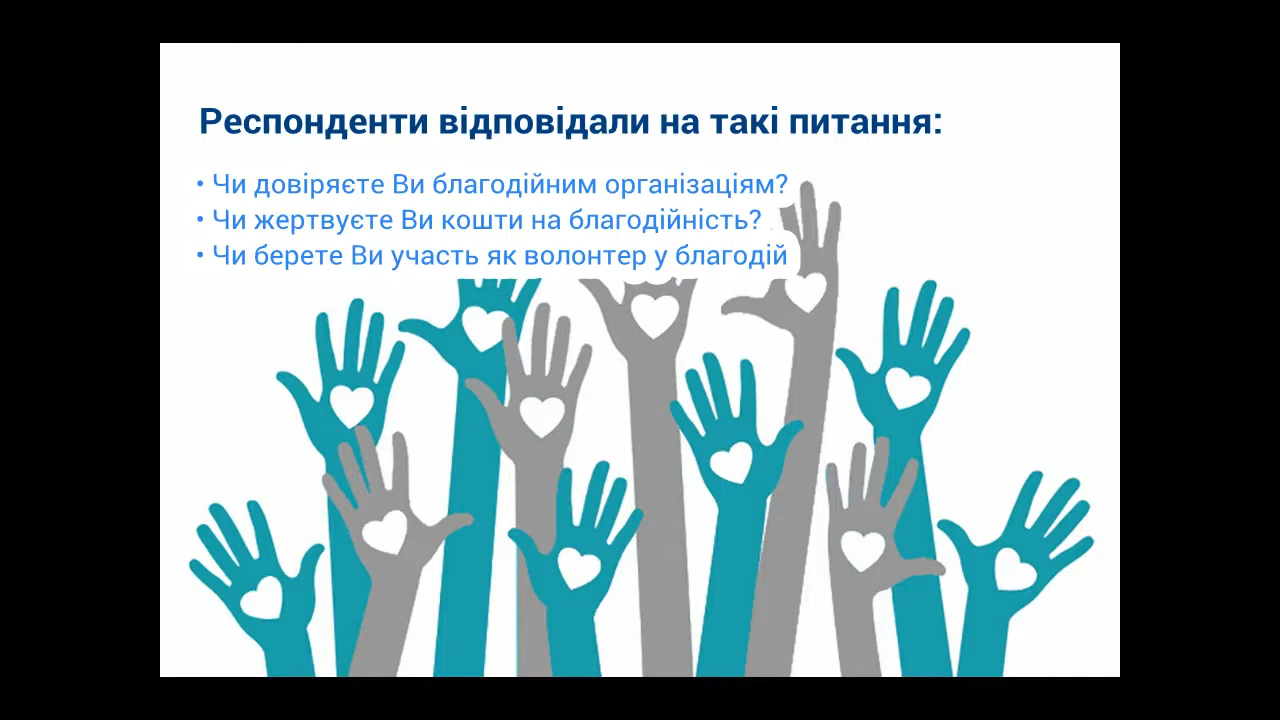 Респонденти відповідали на такі питання:
• Чи довіряєте Ви благодійним організаціям?
• Чи жертвуєте Ви кошти на благодійність?
• Чи берете Ви участь як волонтер у благодій